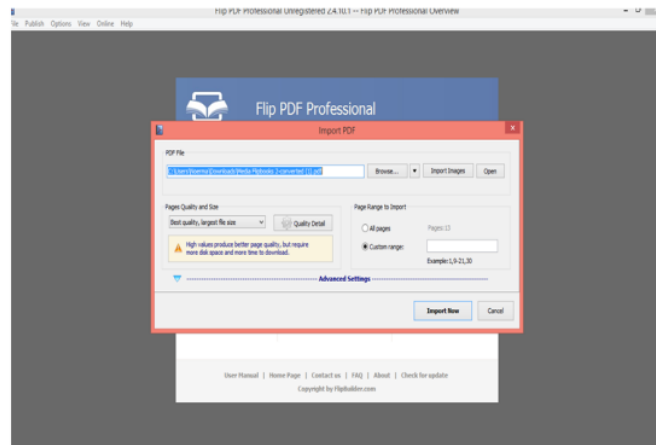 Flip PDF Professional Unregistered 2.4.10.1 -- Flip PDF Professional Overview
Publish Options View Online Help
Flip PDF Professional
Import PDF
PDF File
Browse... Import Images Open
Pages Quality and Size
Page Range to Import
Best quality, largest file size Quality Detail
All pages Pages: 13
High values produce better page quality, but require
more disk space and more time to download.
Custom range:
Example: 1,9-21,30
Advanced Settings
Import Now Cancel
User Manual | Home Page | Contact us | FAQ | About | Check for update
Copyright by Flipbuilder.com